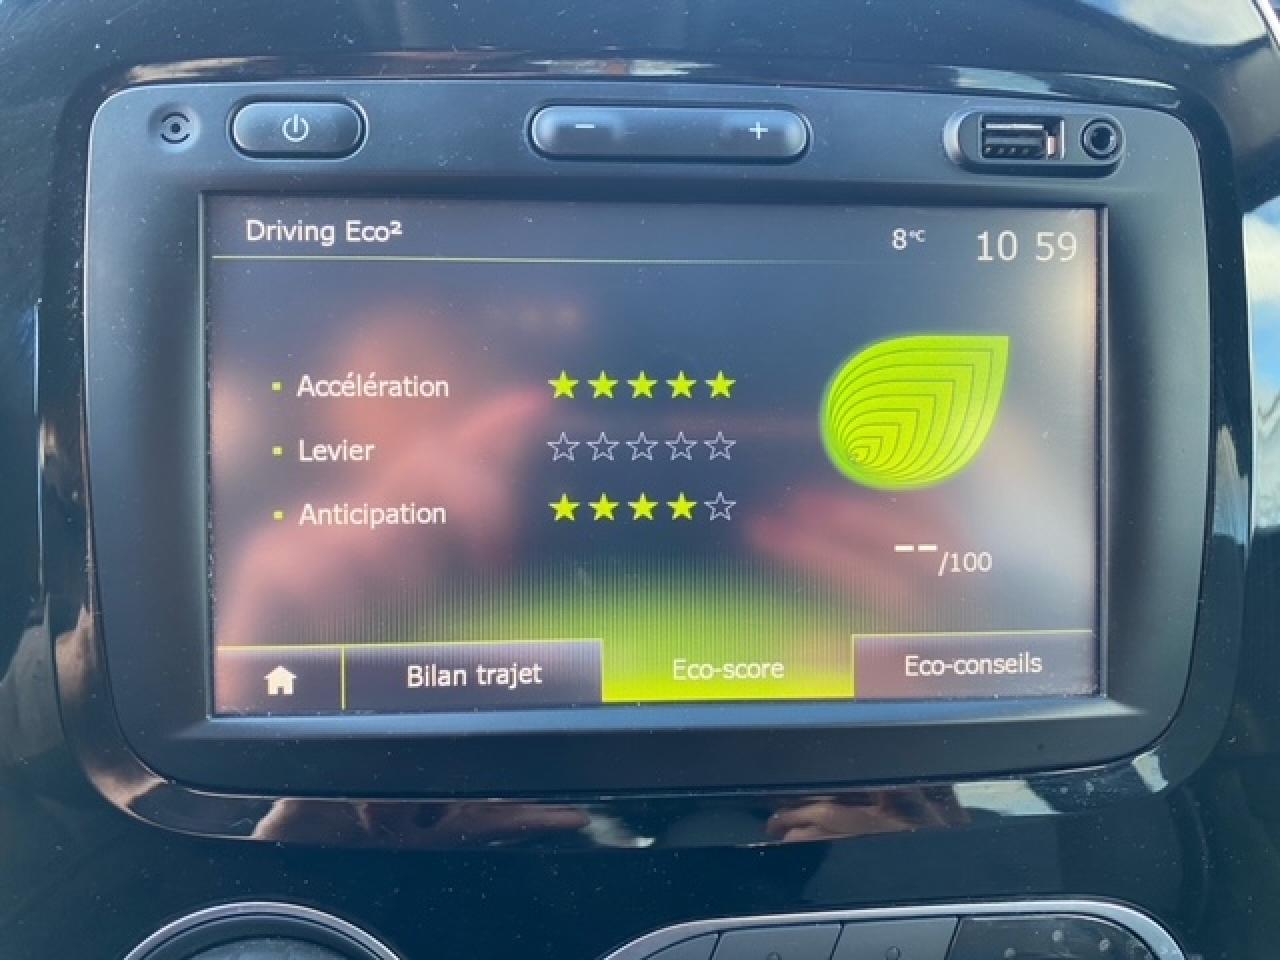 Driving Eco²
8°C
10 59
Accélération
Levier
Anticipation
--/100
Bilan trajet
Eco-score
Eco-conseils